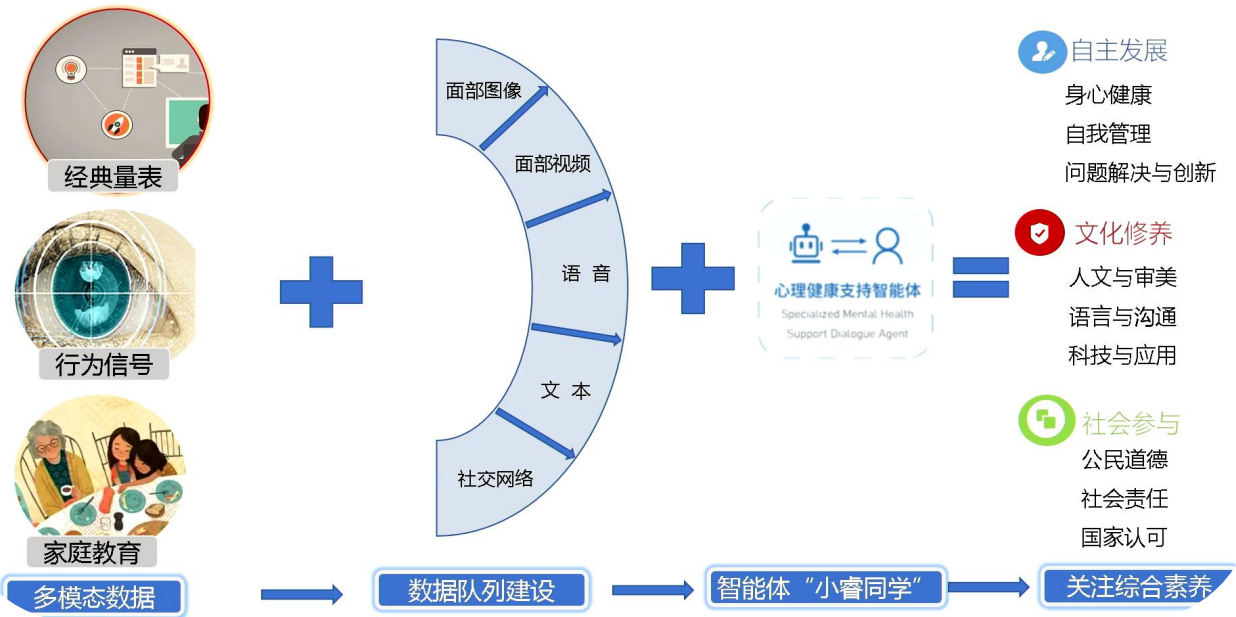 经典量表
行为信号
家庭教育
多模态数据
面部图像
面部视频
语 音
文 本
社交网络
数据队列建设
心理健康支持智能体
Specialized Mental Health
Support Dialogue Agent
智能体“小睿同学”
自主发展
身心健康
自我管理
问题解决与创新
文化修养
人文与审美
语言与沟通
科技与应用
社会参与
公民道德
社会责任
国家认可
关注综合素养